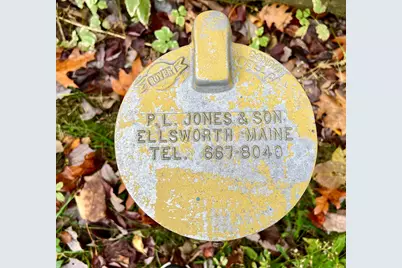 P.L. JONES & SON
ELLSWORTH MAINE
TEL. 667-8040